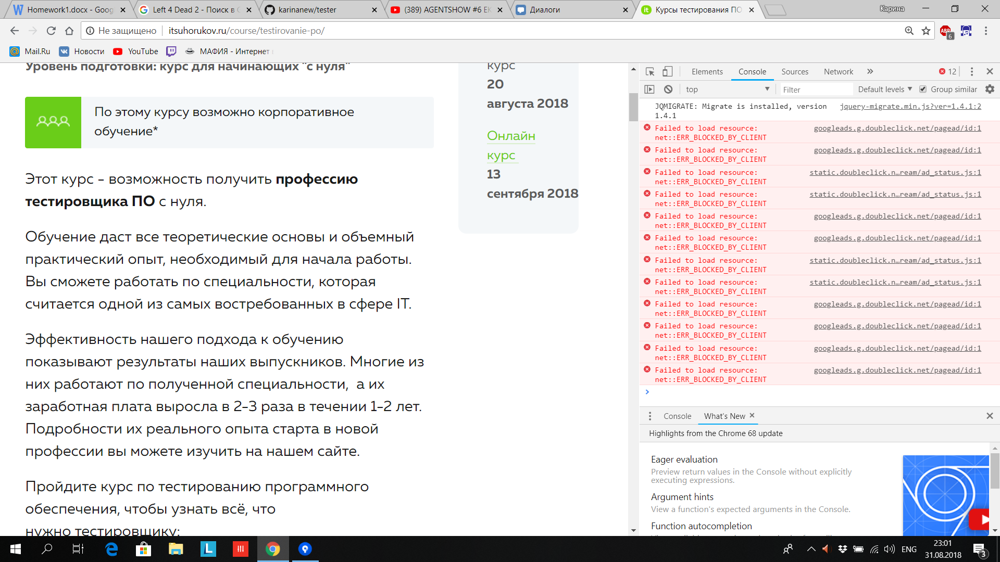 Homework1.docx - Goog
Left 4 Dead 2 - Поиск в G
karinanew/tester
(389) AGENTSHOW #6 EK
Диалоги
Курсы тестирования ПО
Карина
Не защищено
itsuhorukov.ru/course/testirovanie-po/
ABP
6
Mail.Ru
Новости
YouTube
МАФИЯ - Интернет
Уровень подготовки: курс для начинающих "с нуля"
По этому курсу возможно корпоративное
обучение*
Этот курс - возможность получить профессию
тестировщика ПО с нуля.
Обучение даст все теоретические основы и объемный
практический опыт, необходимый для начала работы.
Вы сможете работать по специальности, которая
считается одной из самых востребованных в сфере IT.
Эффективность нашего подхода к обучению
показывают результаты наших выпускников. Многие из
них работают по полученной специальности,  а их
заработная плата выросла в 2-3 раза в течении 1-2 лет.
Подробности их реального опыта старта в новой
профессии вы можете изучить на нашем сайте.
Пройдите курс по тестированию программного
обеспечения, чтобы узнать всё, что
нужно тестировщику:
курс
20
августа 2018
Онлайн
курс
13
сентября 2018
Elements Console Sources Network » 12
top Filter Default levels ▼ Group similar
JQMIGRATE: Migrate is installed, version jquery-migrate.min.js?ver=1.4.1:2
1.4.1
Failed to load resource: googleads.g.doubleclick.net/pagead/id:1
net::ERR_BLOCKED_BY_CLIENT
Failed to load resource: googleads.g.doubleclick.net/pagead/id:1
net::ERR_BLOCKED_BY_CLIENT
Failed to load resource: static.doubleclick.n…ream/ad_status.js:1
net::ERR_BLOCKED_BY_CLIENT
Failed to load resource: static.doubleclick.n…ream/ad_status.js:1
net::ERR_BLOCKED_BY_CLIENT
Failed to load resource: googleads.g.doubleclick.net/pagead/id:1
net::ERR_BLOCKED_BY_CLIENT
Failed to load resource: googleads.g.doubleclick.net/pagead/id:1
net::ERR_BLOCKED_BY_CLIENT
Failed to load resource: static.doubleclick.n…ream/ad_status.js:1
net::ERR_BLOCKED_BY_CLIENT
Failed to load resource: static.doubleclick.n…ream/ad_status.js:1
net::ERR_BLOCKED_BY_CLIENT
Failed to load resource: googleads.g.doubleclick.net/pagead/id:1
net::ERR_BLOCKED_BY_CLIENT
Failed to load resource: googleads.g.doubleclick.net/pagead/id:1
net::ERR_BLOCKED_BY_CLIENT
Failed to load resource: googleads.g.doubleclick.net/pagead/id:1
net::ERR_BLOCKED_BY_CLIENT
Failed to load resource: googleads.g.doubleclick.net/pagead/id:1
net::ERR_BLOCKED_BY_CLIENT
Console What's New
Highlights from the Chrome 68 update
Eager evaluation
Preview return values in the Console without explicitly
executing expressions.
Argument hints
View a function's expected arguments in the Console.
Function autocompletion
ENG
23:01
31.08.2018
3